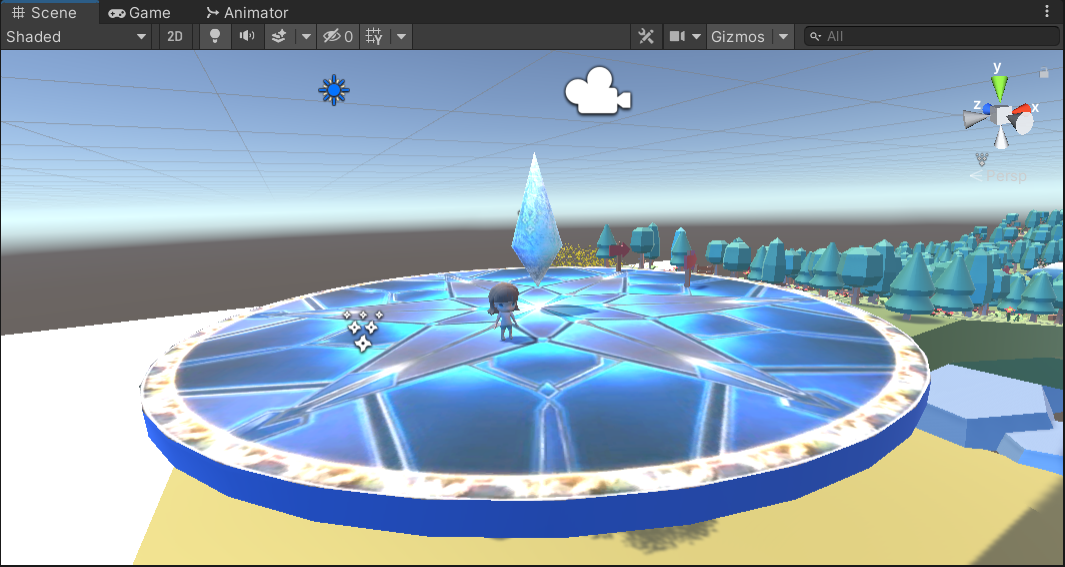 Scene Game Animator
Shaded 2D 0 Gizmos All
y
z x
Persp